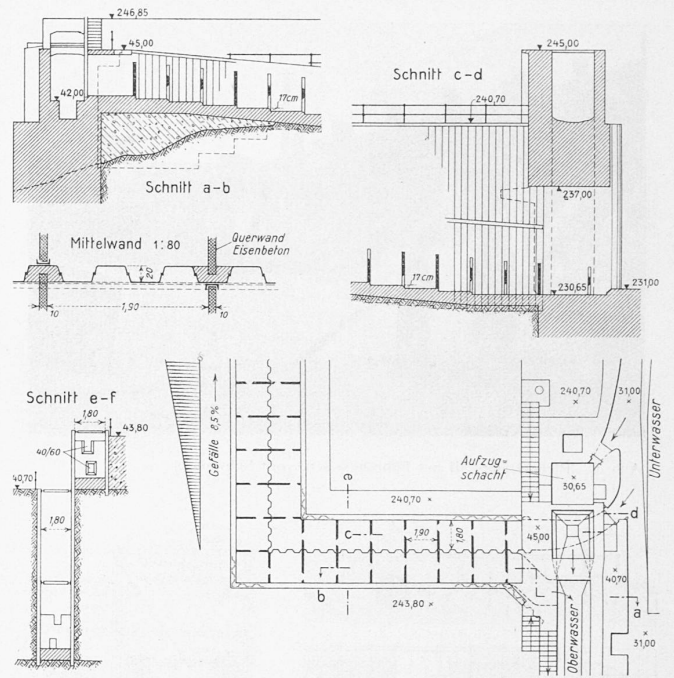 246,85
45,00
42,00
17cm
Schnitt a-b
Schnitt c-d
245,00
240,70
237,00
17cm
230,65
231,00
Mittelwand 1:80
Querwand
Eisenbeton
20
10
1,90
10
Schnitt e-f
1,80
43,80
40/60
40,70
1,80
Gefälle 2,5%
e
240,70 ×
c
1,90
1,80
b
243,80 ×
Aufzug-
schacht
30,65
240,70
31,00
Unterwasser
45,00
d
40,70
a
31,00
Oberwasser